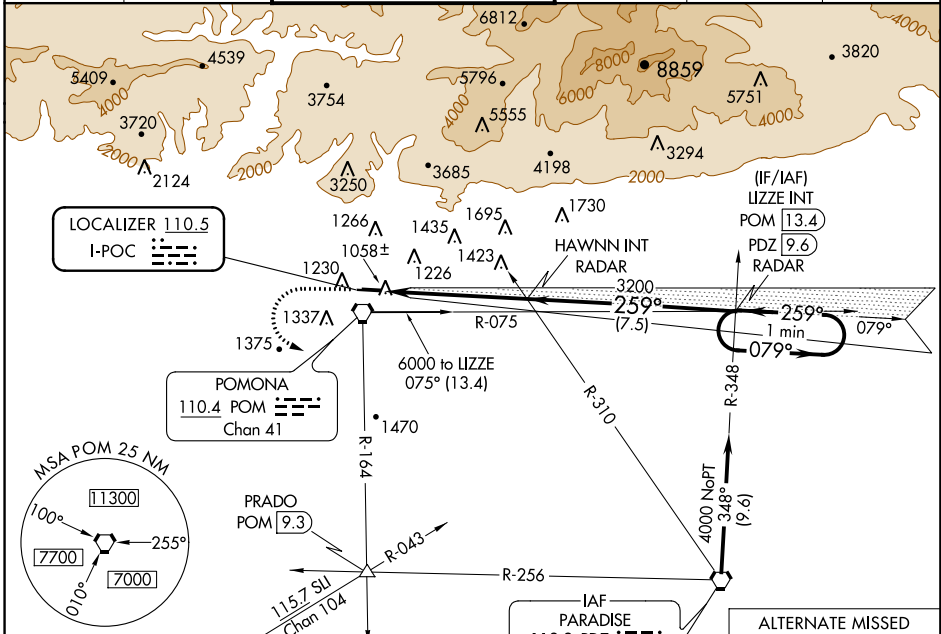 6812
4000
4539
5409
4000
3754
5796
8000
8859
3820
5751
6000
4000
5555
4000
3720
2000
2124
2000
3250
3685
4198
3294
2000
(IF/IAF)
LIZZE INT
POM 13.4
PDZ 9.6
RADAR
LOCALIZER 110.5
I-POC
1266
1435
1695
1730
1058±
1226
1423
HAWNN INT
RADAR
1230
3200
259°
259°
079°
1337
R-075
(7.5)
1 min
079°
1375
6000 to LIZZE
075° (13.4)
POMONA
110.4 POM
Chan 41
1470
R-164
R-310
R-348
4000 NoPT
348°
(9.6)
MSA POM 25 NM
11300
100°
255°
7700
7000
010°
PRADO
POM 9.3
R-043
R-256
115.7 SLI
Chan 104
IAF
PARADISE
ALTERNATE MISSED